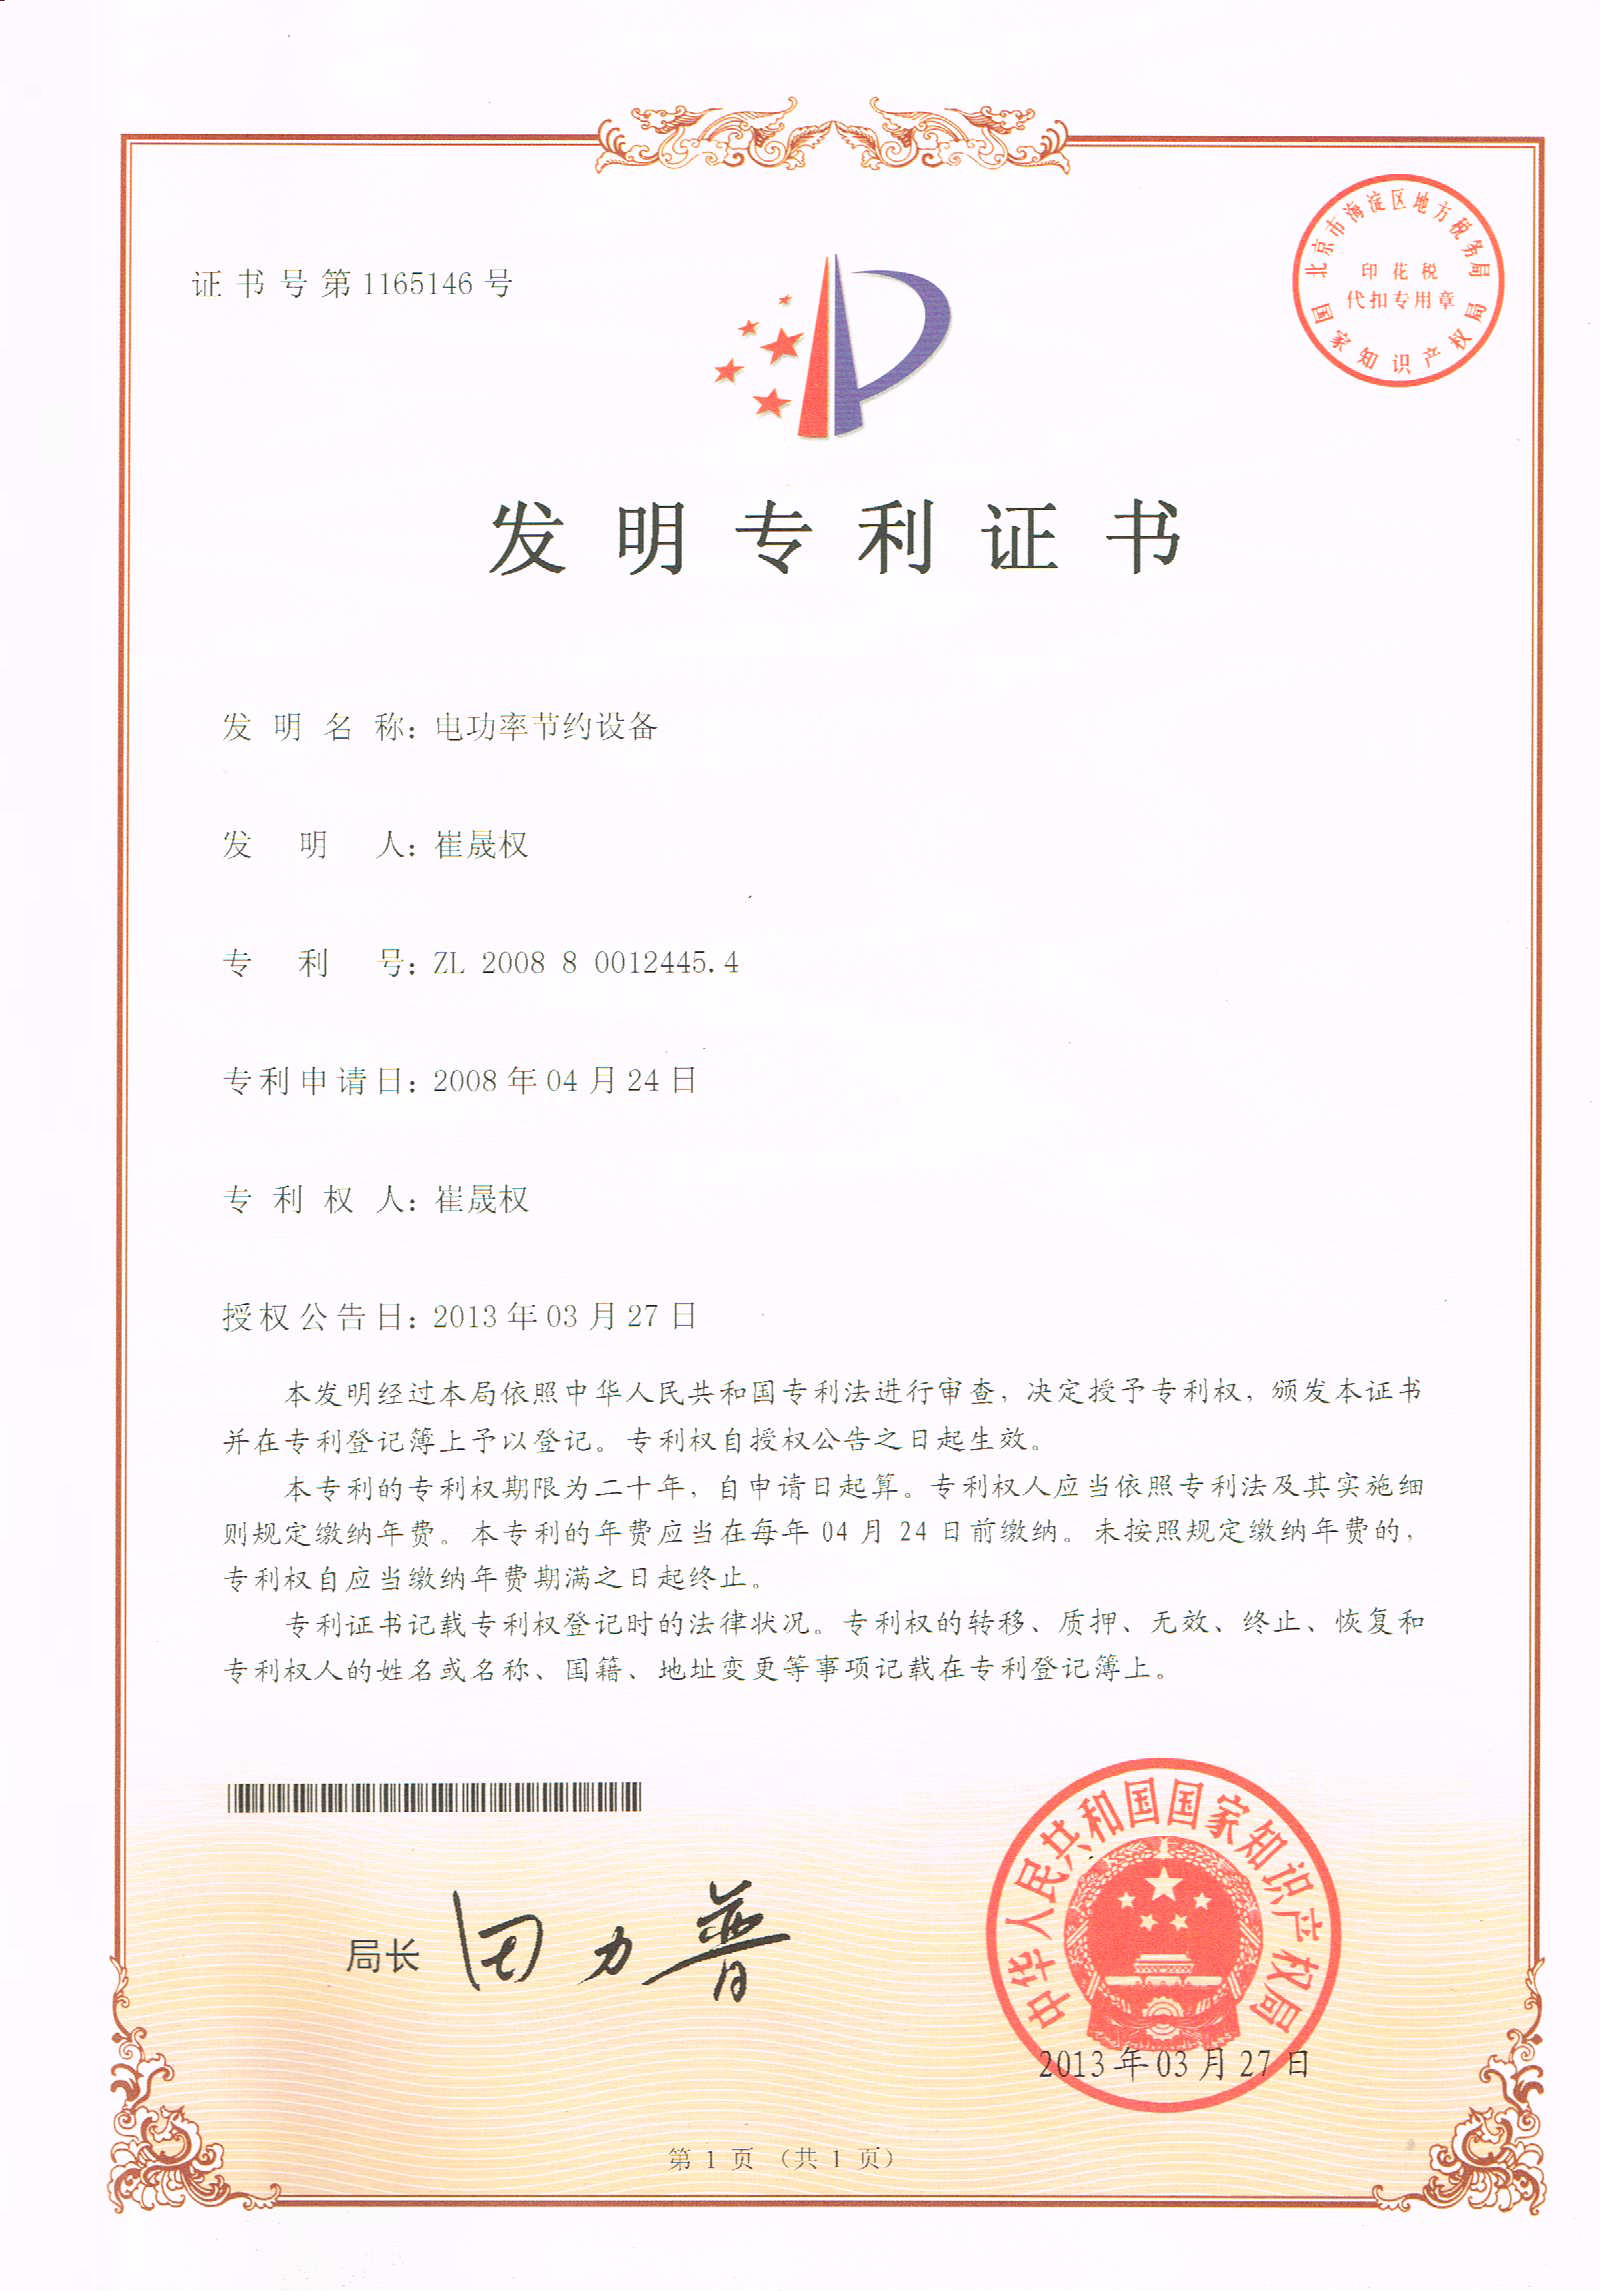 证书号第1165146号
北京市海淀区地方税务局
印花税
代扣专用章
国家知识产权局
发明专利证书
发明名称：电功率节约设备
发明人：崔晟权
专利号：ZL 2008 8 0012445.4
专利申请日：2008年04月24日
专利权人：崔晟权
授权公告日：2013年03月27日
本发明经过本局依照中华人民共和国专利法进行审查，决定授予专利权，颁发本证书
并在专利登记簿上予以登记。专利权自授权公告之日起生效。
本专利的专利权期限为二十年，自申请日起算。专利权人应当依照专利法及其实施细
则规定缴纳年费。本专利的年费应当在每年04月24日前缴纳。未按照规定缴纳年费的，
专利权自应当缴纳年费期满之日起终止。
专利证书记载专利权登记时的法律状况。专利权的转移、质押、无效、终止、恢复和
专利权人的姓名或名称、国籍、地址变更等事项记载在专利登记簿上。
局长 田力普
中华人民共和国国家知识产权局
2013年03月27日
第 1 页 （共 1 页）